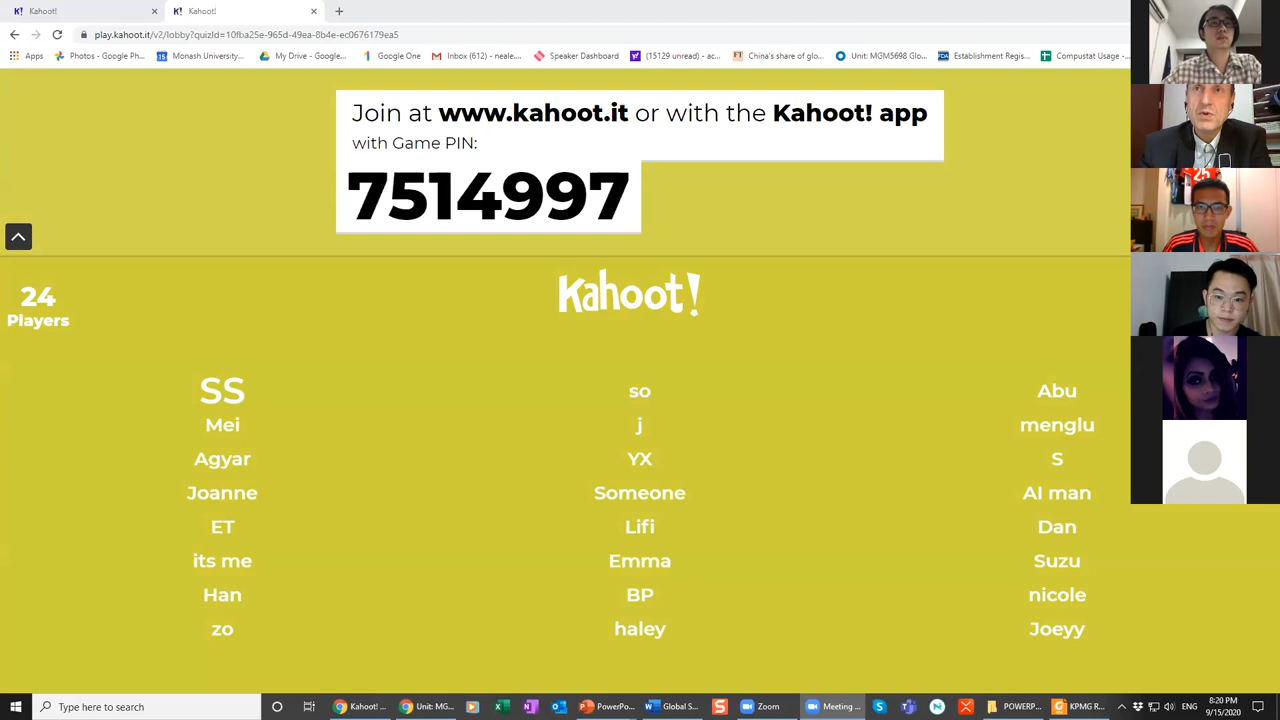 Kahoot!
Kahoot!
play.kahoot.it/v2/lobby?quizId=10fba25e-965d-49ea-8b4e-ec0676179ea5
Apps
Photos - Google Ph...
Monash University...
My Drive - Google...
Google One
Inbox (612) - neale....
Speaker Dashboard
(15129 unread) - ac...
China's share of glo...
Unit: MGM5698 Glo...
Establishment Regis...
Compustat Usage -...
Join at www.kahoot.it or with the Kahoot! app
with Game PIN:
7514997
25
24
Players
Kahoot!
SS so Abu
Mei j menglu
Agyar YX S
Joanne Someone AI man
ET Lifi Dan
its me Emma Suzu
Han BP nicole
zo haley Joeyy
Type here to search
Kahoot! ...
Unit: MG...
PowerPo...
Global S...
Zoom
Meeting ...
POWERP...
KPMG R...
ENG
8:20 PM
9/15/2020